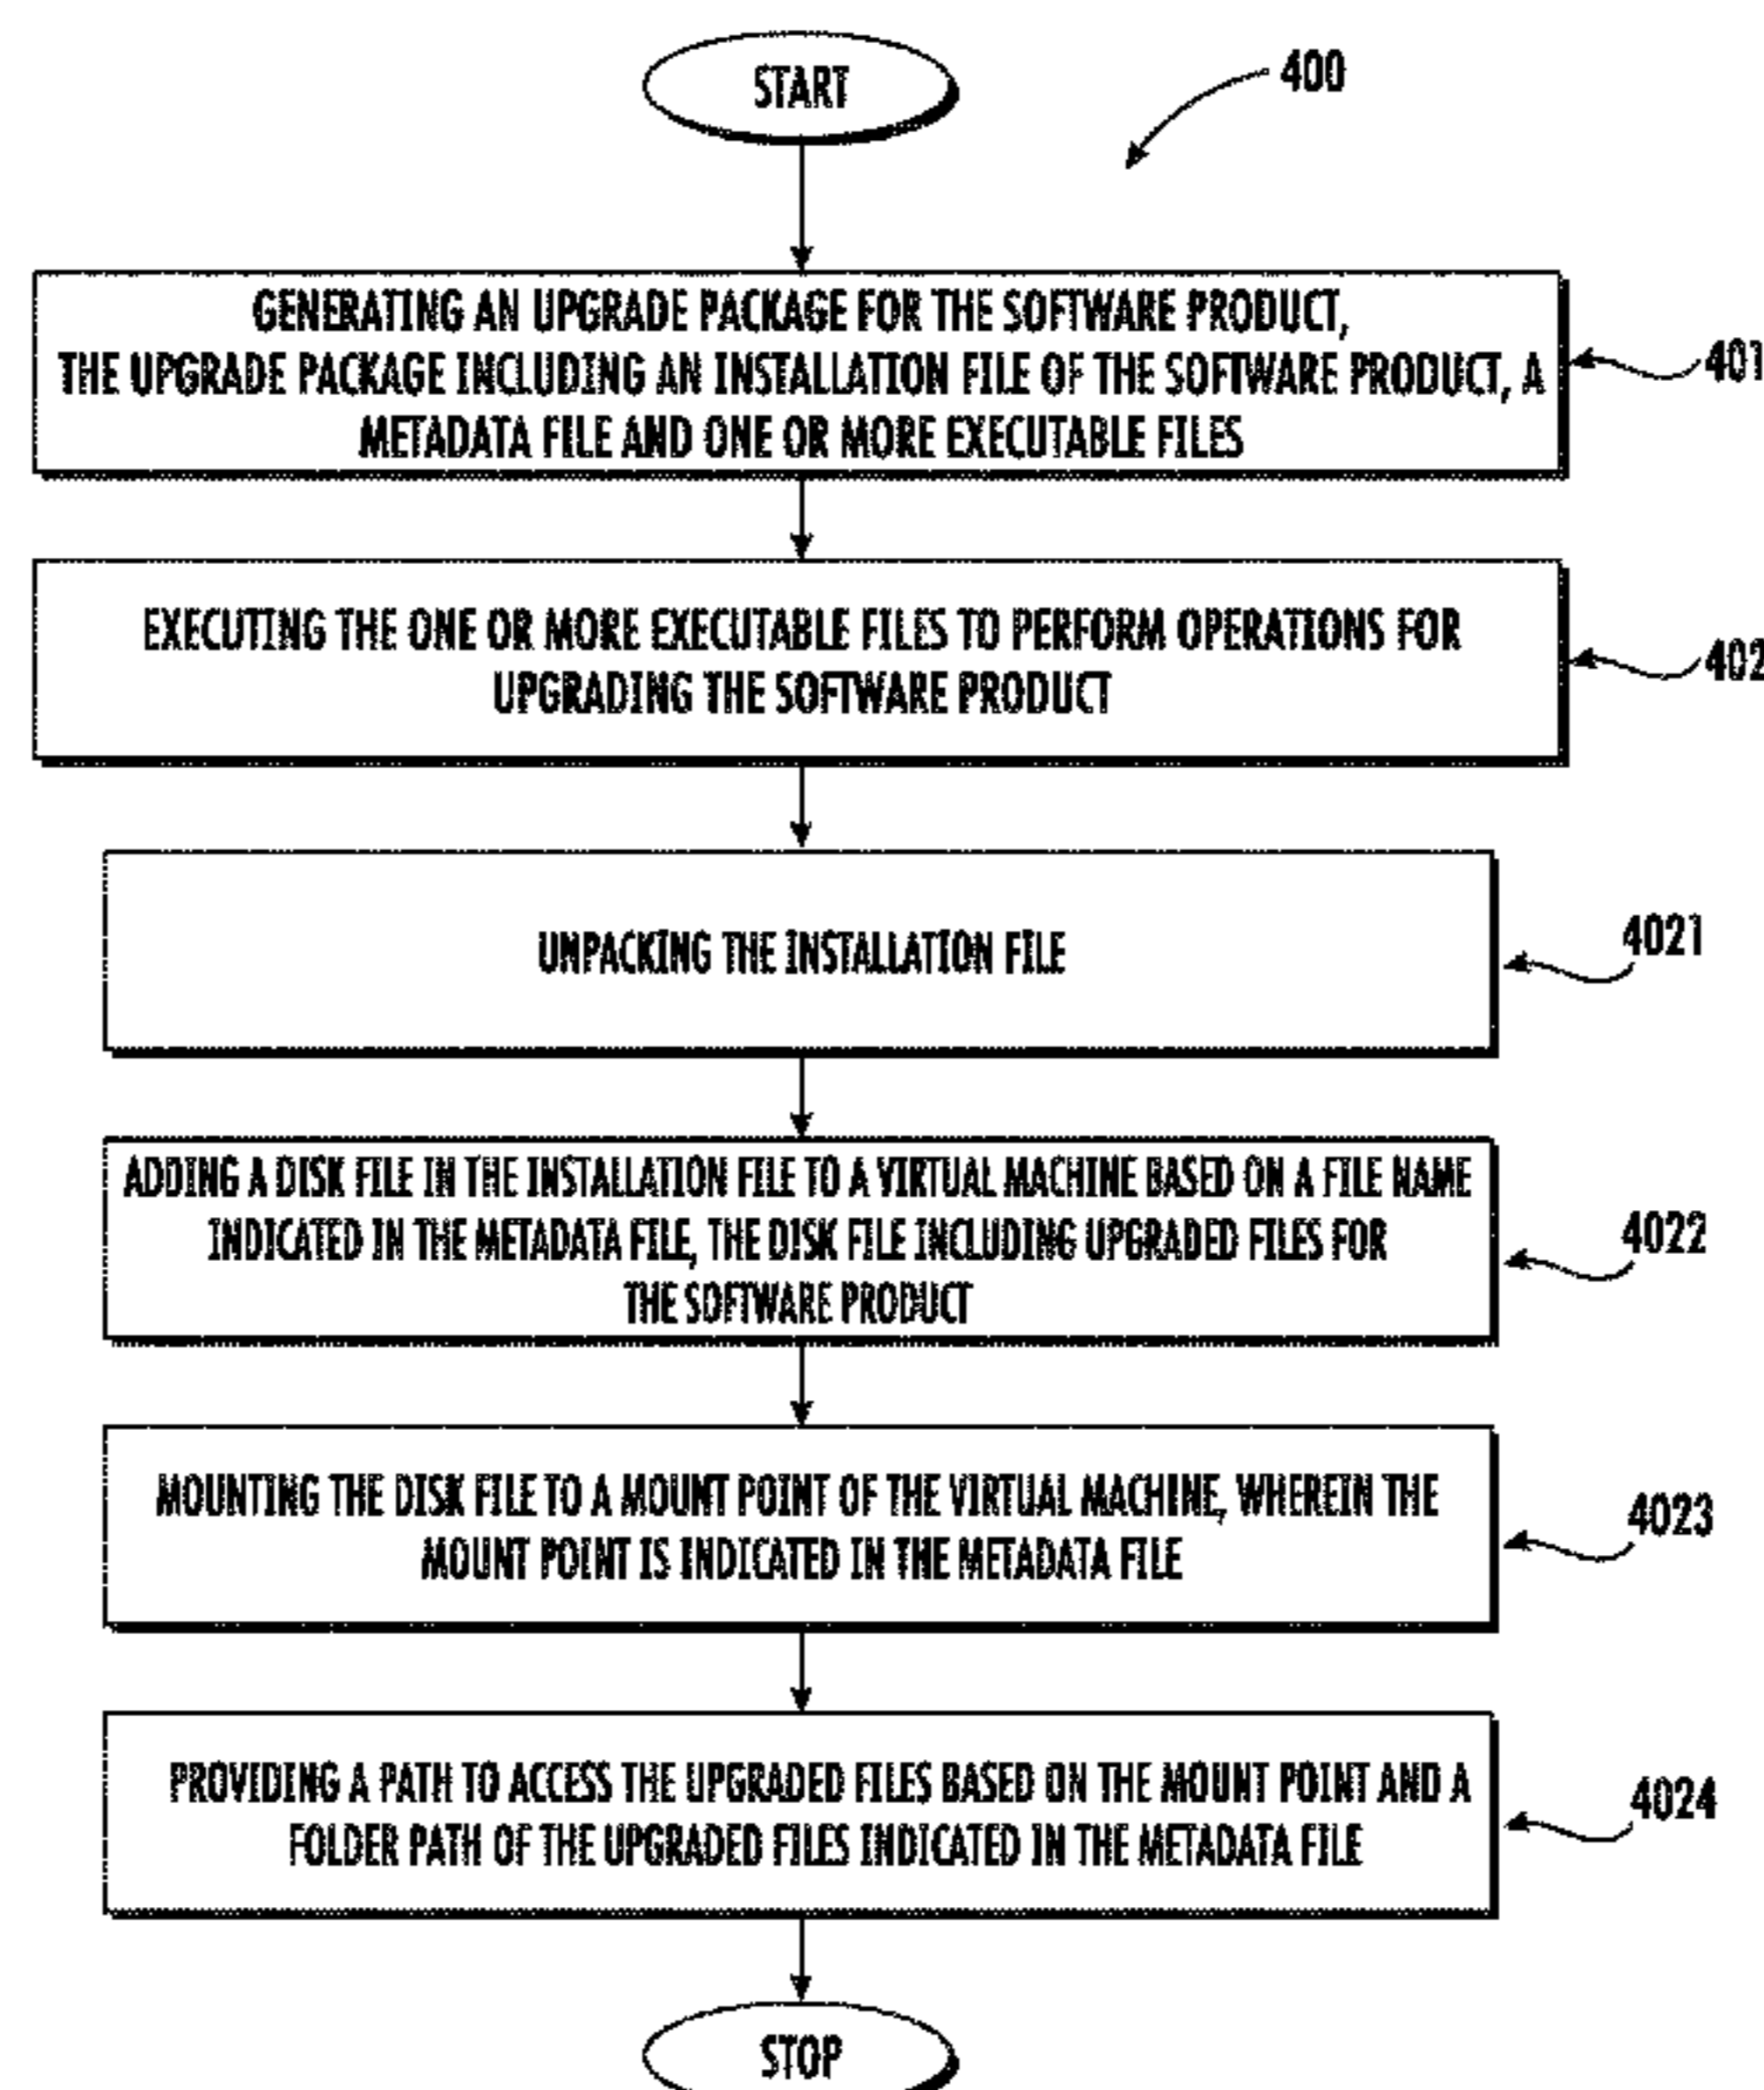 START
400
GENERATING AN UPGRADE PACKAGE FOR THE SOFTWARE PRODUCT,
THE UPGRADE PACKAGE INCLUDING AN INSTALLATION FILE OF THE SOFTWARE PRODUCT, A
METADATA FILE AND ONE OR MORE EXECUTABLE FILES
401
EXECUTING THE ONE OR MORE EXECUTABLE FILES TO PERFORM OPERATIONS FOR
UPGRADING THE SOFTWARE PRODUCT
402
UNPACKING THE INSTALLATION FILE
4021
ADDING A DISK FILE IN THE INSTALLATION FILE TO A VIRTUAL MACHINE BASED ON A FILE NAME
INDICATED IN THE METADATA FILE, THE DISK FILE INCLUDING UPGRADED FILES FOR
THE SOFTWARE PRODUCT
4022
MOUNTING THE DISK FILE TO A MOUNT POINT OF THE VIRTUAL MACHINE, WHEREIN THE
MOUNT POINT IS INDICATED IN THE METADATA FILE
4023
PROVIDING A PATH TO ACCESS THE UPGRADED FILES BASED ON THE MOUNT POINT AND A
FOLDER PATH OF THE UPGRADED FILES INDICATED IN THE METADATA FILE
4024
STOP